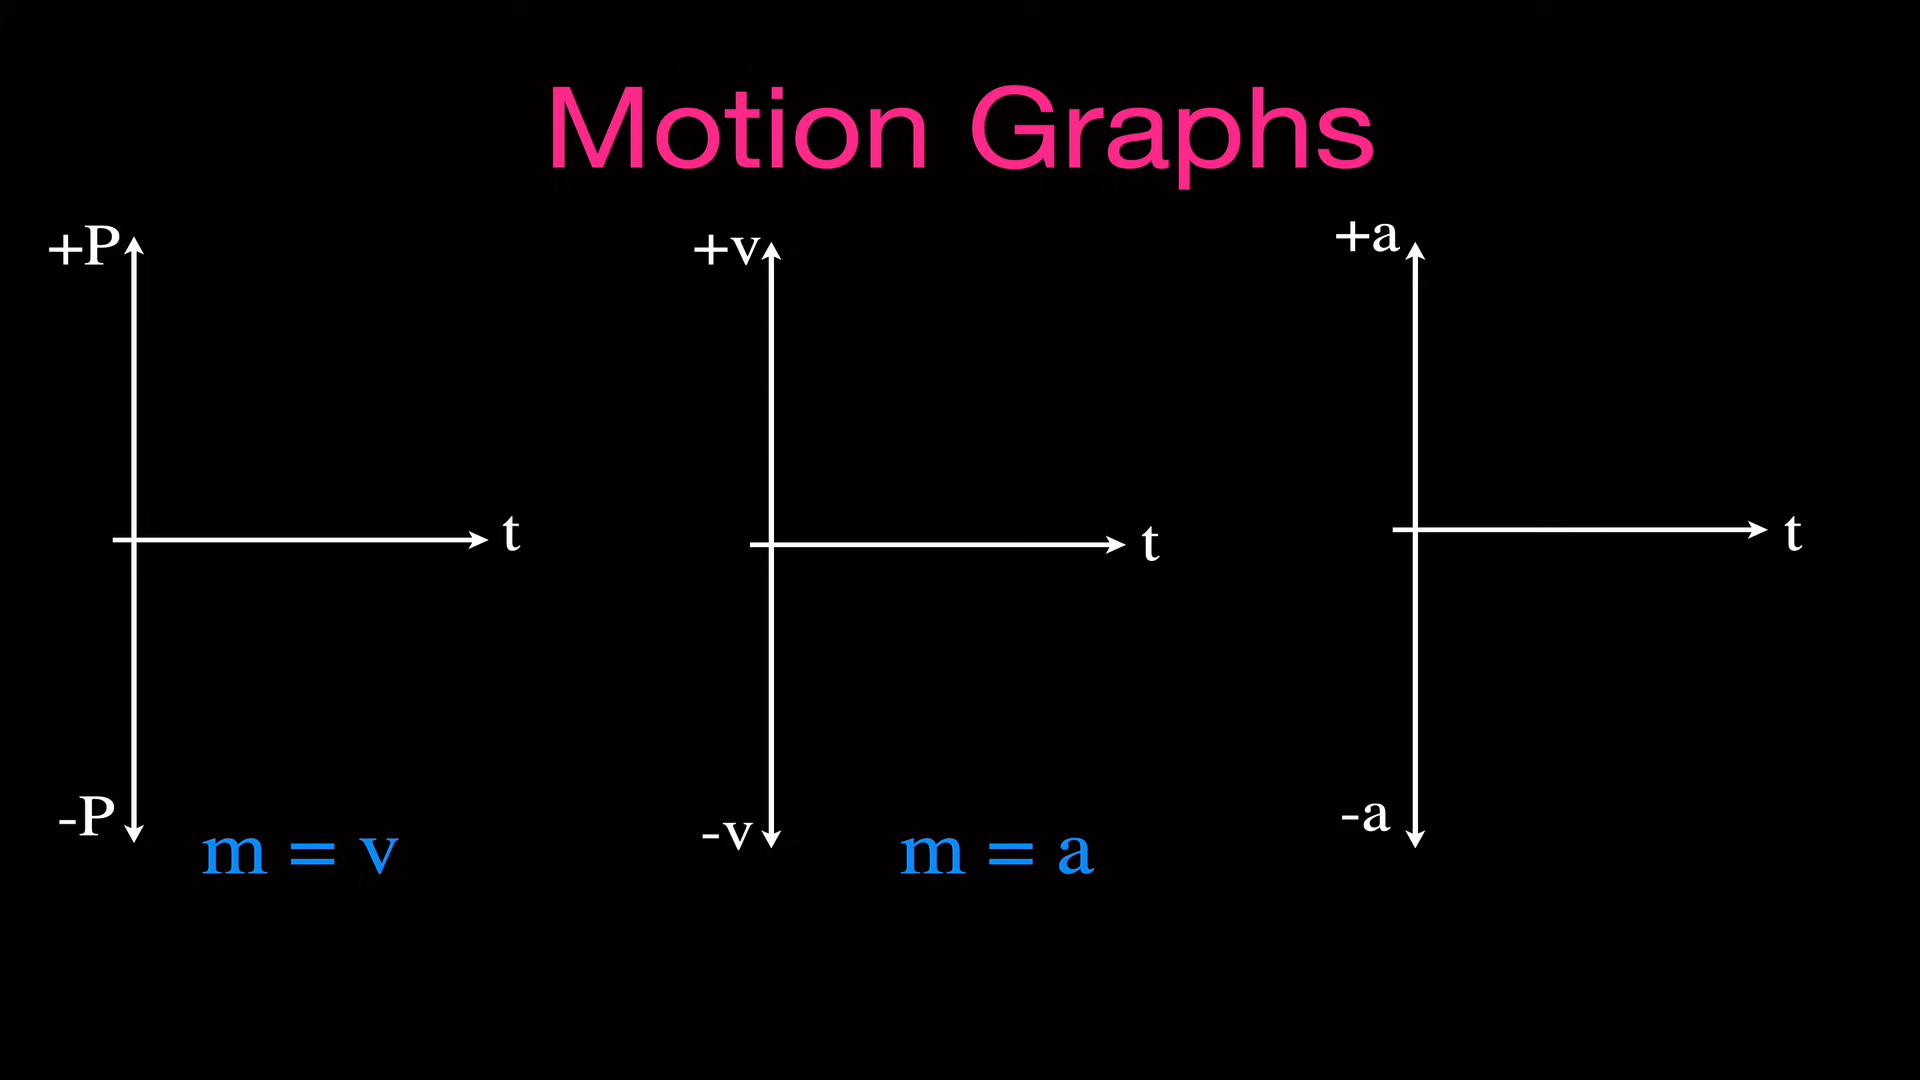 Motion Graphs
+P
t
-P
m = v
+v
t
-v
m = a
+a
t
-a